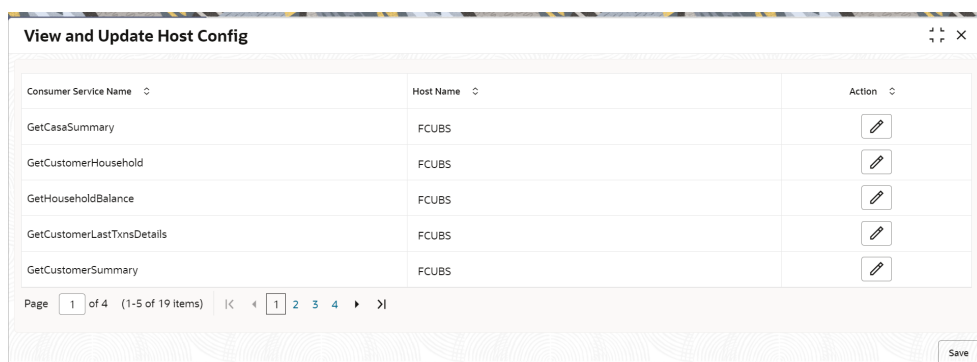 View and Update Host Config
Consumer Service Name Host Name Action
GetCasaSummary FCUBS
GetCustomerHousehold FCUBS
GetHouseholdBalance FCUBS
GetCustomerLastTxnsDetails FCUBS
GetCustomerSummary FCUBS
Page 1 of 4 (1-5 of 19 items) 1 2 3 4
Save